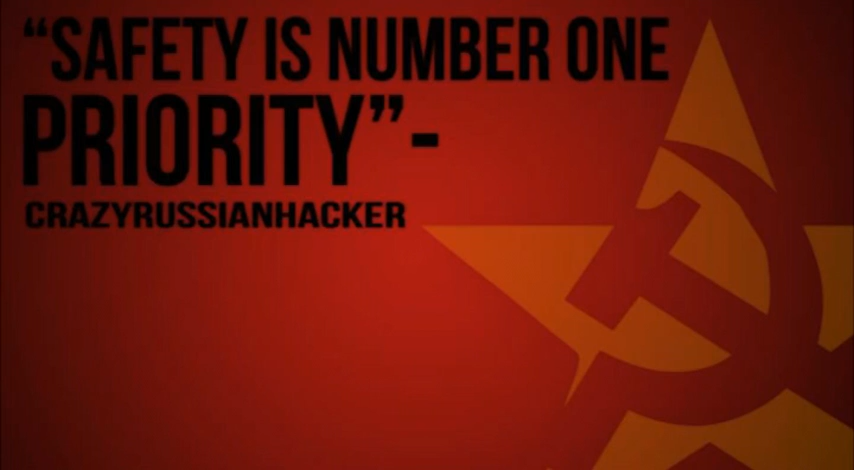 “SAFETY IS NUMBER ONE
PRIORITY”-
CRAZYRUSSIANHACKER